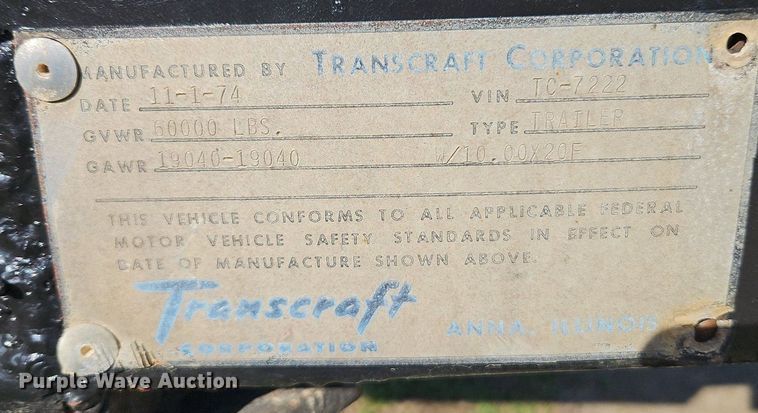 MANUFACTURED BY TRANSCRAFT CORPORATION
DATE 11-1-74 VIN TC-7222
GVWR 60000 LBS. TYPE TRAILER
GAWR 19040-19040 W/10.00X20F
THIS VEHICLE CONFORMS TO ALL APPLICABLE FEDERAL
MOTOR VEHICLE SAFETY STANDARDS IN EFFECT ON
DATE OF MANUFACTURE SHOWN ABOVE.
Transcraft
CORPORATION ANNA, ILLINOIS
Purple Wave Auction